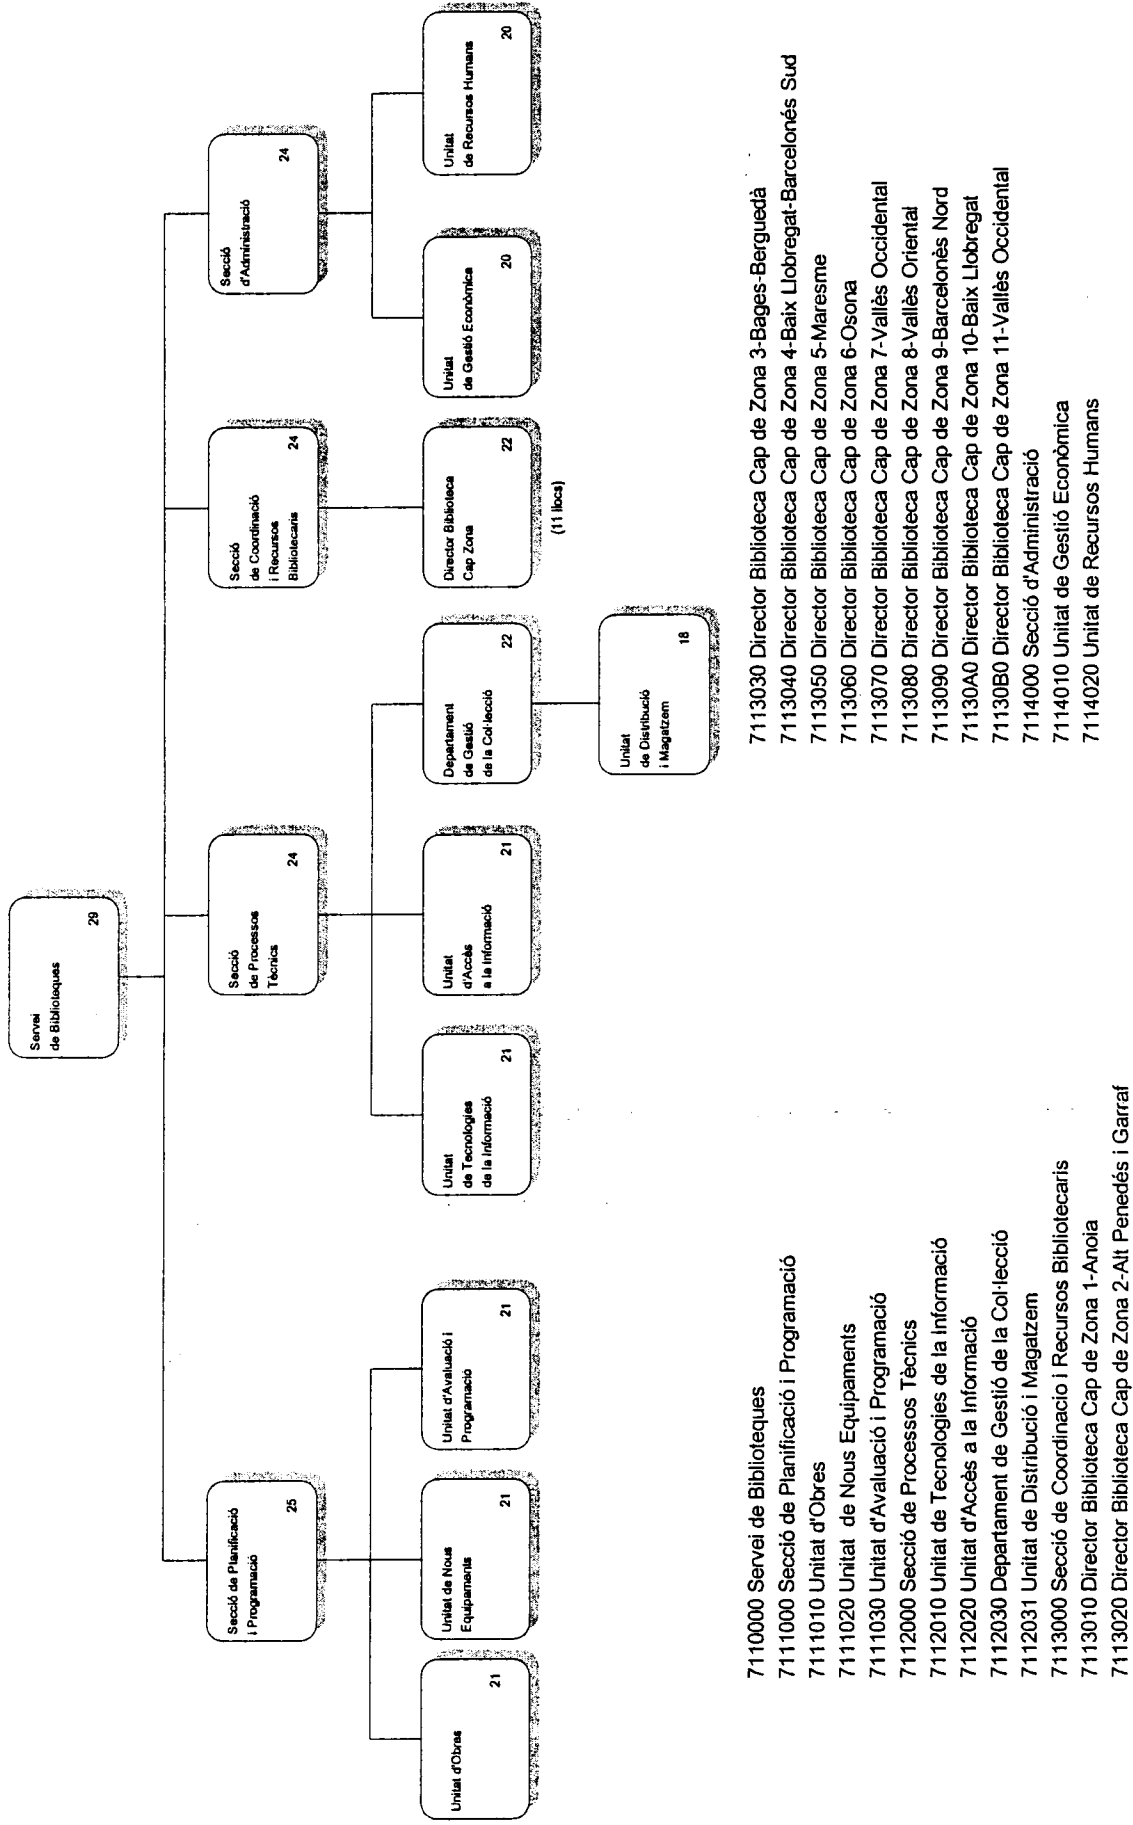 Servei
de Biblioteques
29
Secció de Planificació
i Programació
25
Secció
de Processos
Tècnics
24
Secció
de Coordinació
i Recursos
Bibliotecaris
24
Secció
d'Administració
24
Unitat d'Obres
21
Unitat de Nous
Equipaments
21
Unitat d'Avaluació i
Programació
21
Unitat
de Tecnologies
de la Informació
21
Unitat
d'Accès
a la Informació
21
Departament
de Gestió
de la Col·lecció
22
Director Biblioteca
Cap Zona
22
(11 llocs)
Unitat
de Gestió Econòmica
20
Unitat
de Recursos Humans
20
Unitat
de Distribució
i Magatzem
18
7110000 Servei de Biblioteques
7111000 Secció de Planificació i Programació
7111010 Unitat d'Obres
7111020 Unitat de Nous Equipaments
7111030 Unitat d'Avaluació i Programació
7112000 Secció de Processos Tècnics
7112010 Unitat de Tecnologies de la Informació
7112020 Unitat d'Accès a la Informació
7112030 Departament de Gestió de la Col·lecció
7112031 Unitat de Distribució i Magatzem
7113000 Secció de Coordinacio i Recursos Bibliotecaris
7113010 Director Biblioteca Cap de Zona 1-Anoia
7113020 Director Biblioteca Cap de Zona 2-Alt Penedés i Garraf
7113030 Director Biblioteca Cap de Zona 3-Bages-Berguedà
7113040 Director Biblioteca Cap de Zona 4-Baix Llobregat-Barcelonés Sud
7113050 Director Biblioteca Cap de Zona 5-Maresme
7113060 Director Biblioteca Cap de Zona 6-Osona
7113070 Director Biblioteca Cap de Zona 7-Vallès Occidental
7113080 Director Biblioteca Cap de Zona 8-Vallès Oriental
7113090 Director Biblioteca Cap de Zona 9-Barcelonès Nord
71130A0 Director Biblioteca Cap de Zona 10-Baix Llobregat
71130B0 Director Biblioteca Cap de Zona 11-Vallès Occidental
7114000 Secció d'Administració
7114010 Unitat de Gestió Econòmica
7114020 Unitat de Recursos Humans